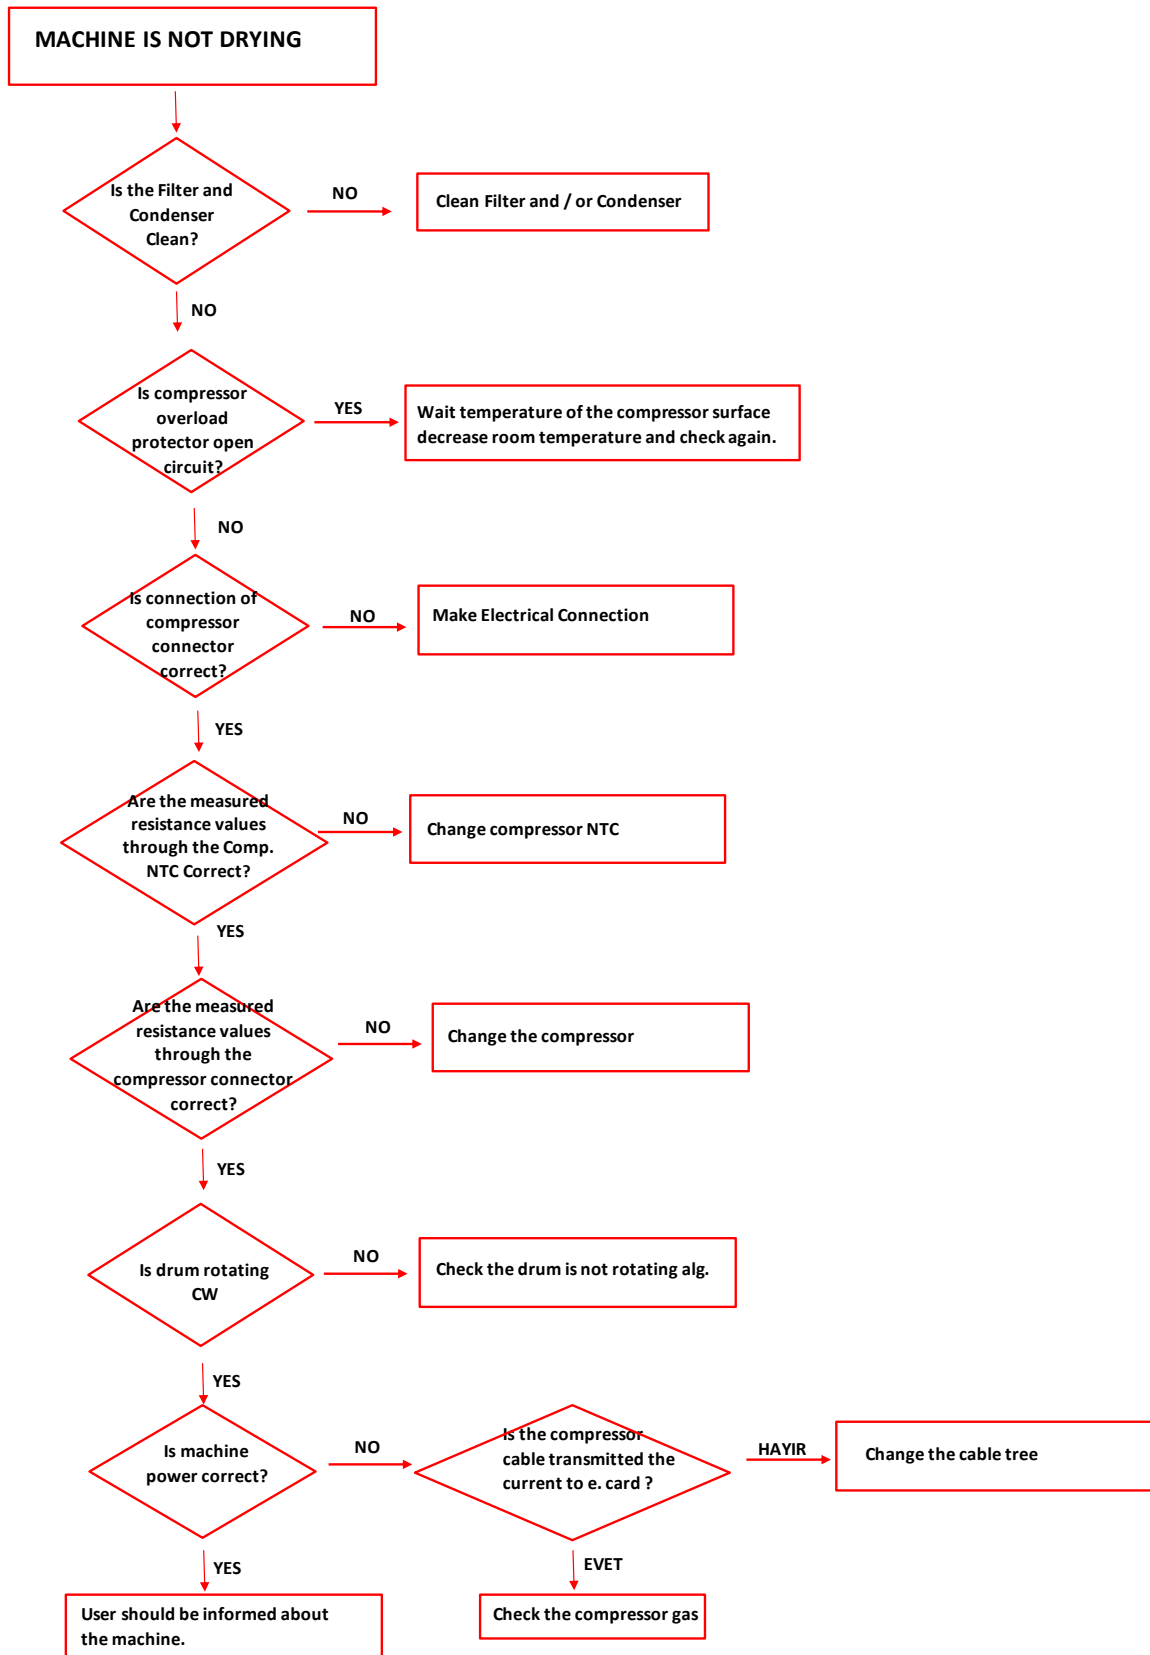 MACHINE IS NOT DRYING
Is the Filter and
Condenser
Clean?
NO
Clean Filter and / or Condenser
NO
Is compressor
overload
protector open
circuit?
YES
Wait temperature of the compressor surface
decrease room temperature and check again.
NO
Is connection of
compressor
connector
correct?
NO
Make Electrical Connection
YES
Are the measured
resistance values
through the Comp.
NTC Correct?
NO
Change compressor NTC
YES
Are the measured
resistance values
through the
compressor connector
correct?
NO
Change the compressor
YES
Is drum rotating
CW
NO
Check the drum is not rotating alg.
YES
Is machine
power correct?
NO
Is the compressor
cable transmitted the
current to e. card ?
HAYIR
Change the cable tree
YES
EVET
User should be informed about
the machine.
Check the compressor gas